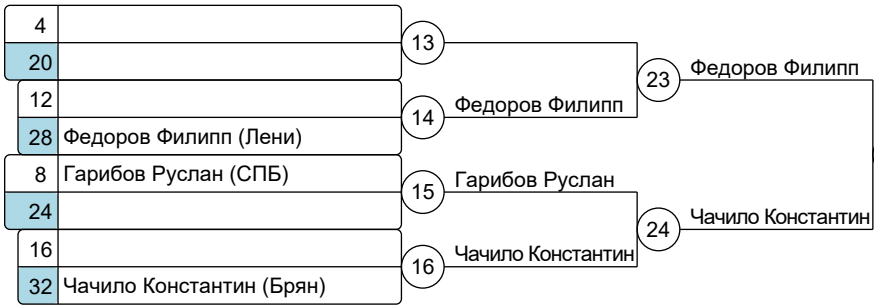 4
13
20
23
Федоров Филипп
12
14
Федоров Филипп
28 Федоров Филипп (Лени)
8 Гарибов Руслан (СПБ)
15
Гарибов Руслан
24
24
Чачило Константин
16
16
Чачило Константин
32 Чачило Константин (Брян)